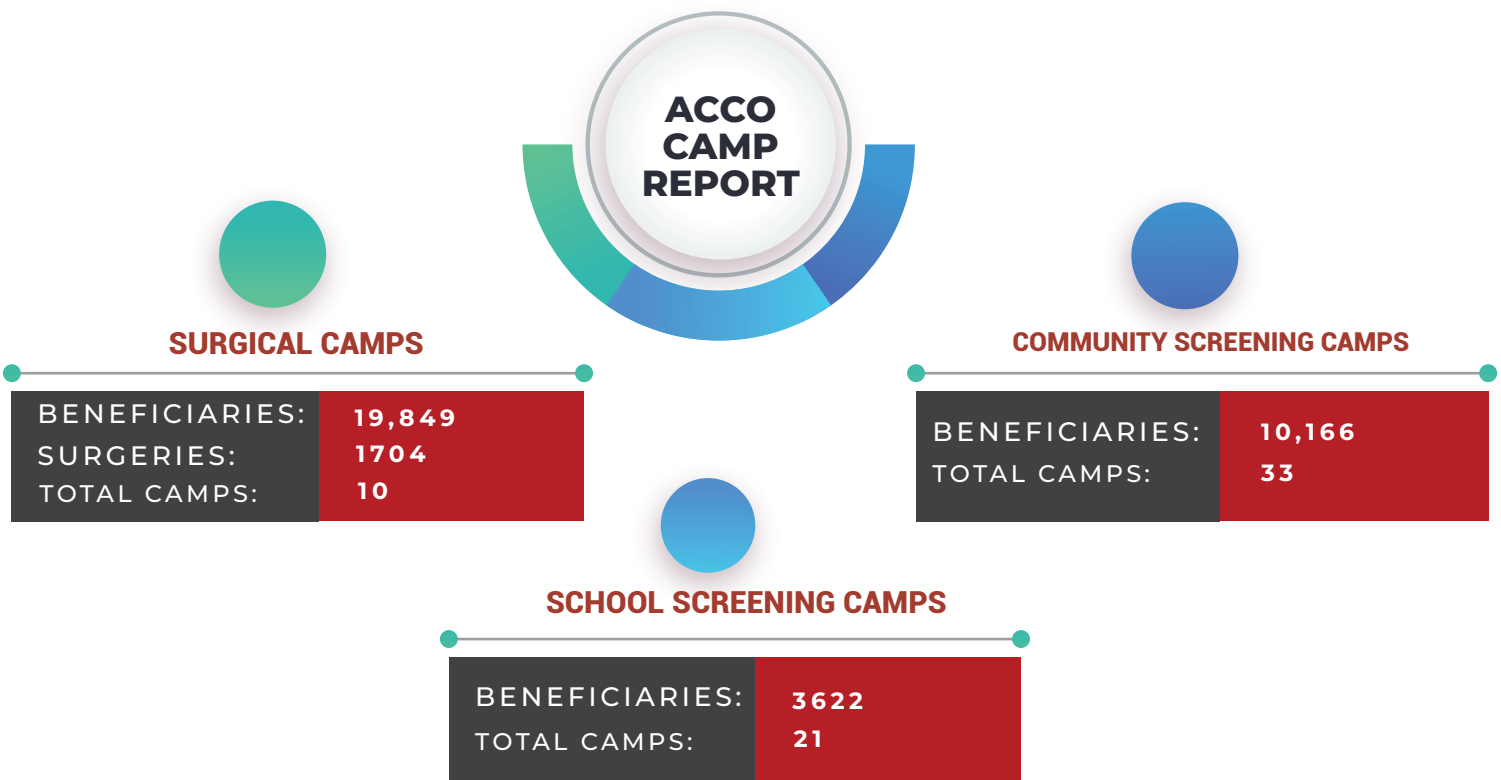 ACCO
CAMP
REPORT
SURGICAL CAMPS
BENEFICIARIES: 19,849
SURGERIES: 1704
TOTAL CAMPS: 10
COMMUNITY SCREENING CAMPS
BENEFICIARIES: 10,166
TOTAL CAMPS: 33
SCHOOL SCREENING CAMPS
BENEFICIARIES: 3622
TOTAL CAMPS: 21